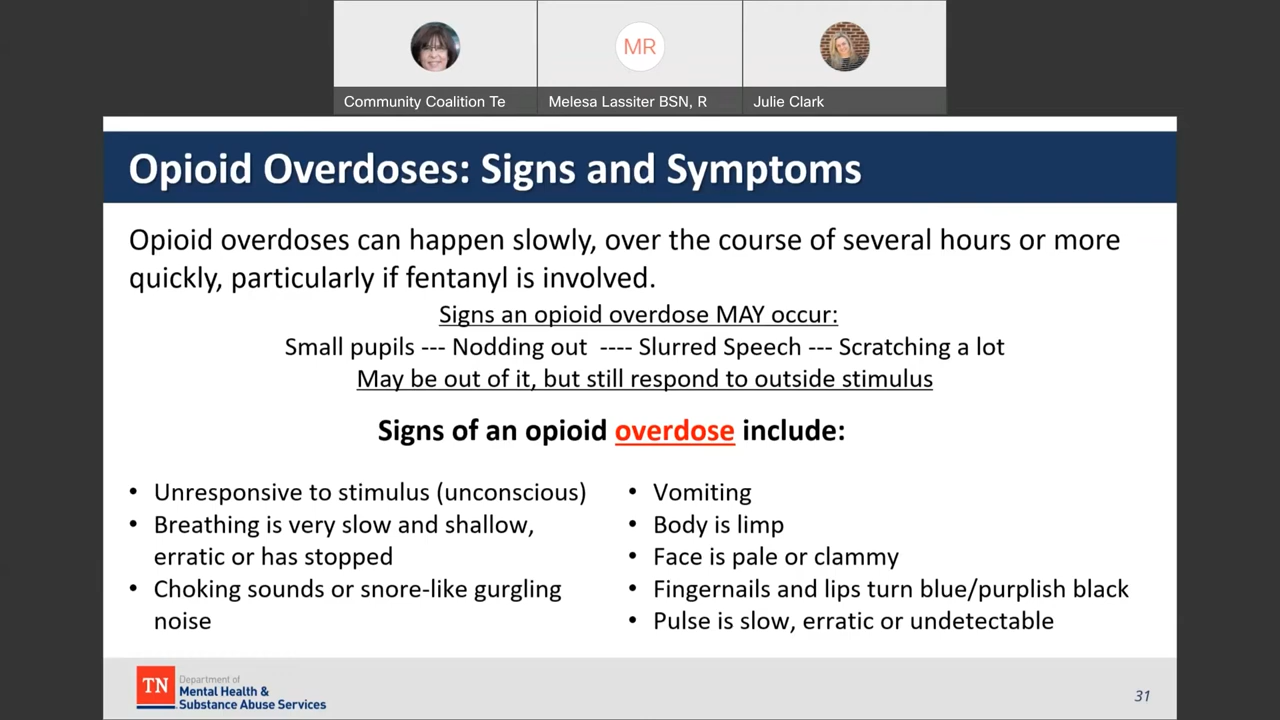 MR
Community Coalition Te
Melesa Lassiter BSN, R
Julie Clark
Opioid Overdoses: Signs and Symptoms
Opioid overdoses can happen slowly, over the course of several hours or more
quickly, particularly if fentanyl is involved.
Signs an opioid overdose MAY occur:
Small pupils --- Nodding out ---- Slurred Speech --- Scratching a lot
May be out of it, but still respond to outside stimulus
Signs of an opioid overdose include:
• Unresponsive to stimulus (unconscious)
• Breathing is very slow and shallow,
erratic or has stopped
• Choking sounds or snore-like gurgling
noise
• Vomiting
• Body is limp
• Face is pale or clammy
• Fingernails and lips turn blue/purplish black
• Pulse is slow, erratic or undetectable
TN
Department of
Mental Health &
Substance Abuse Services
31